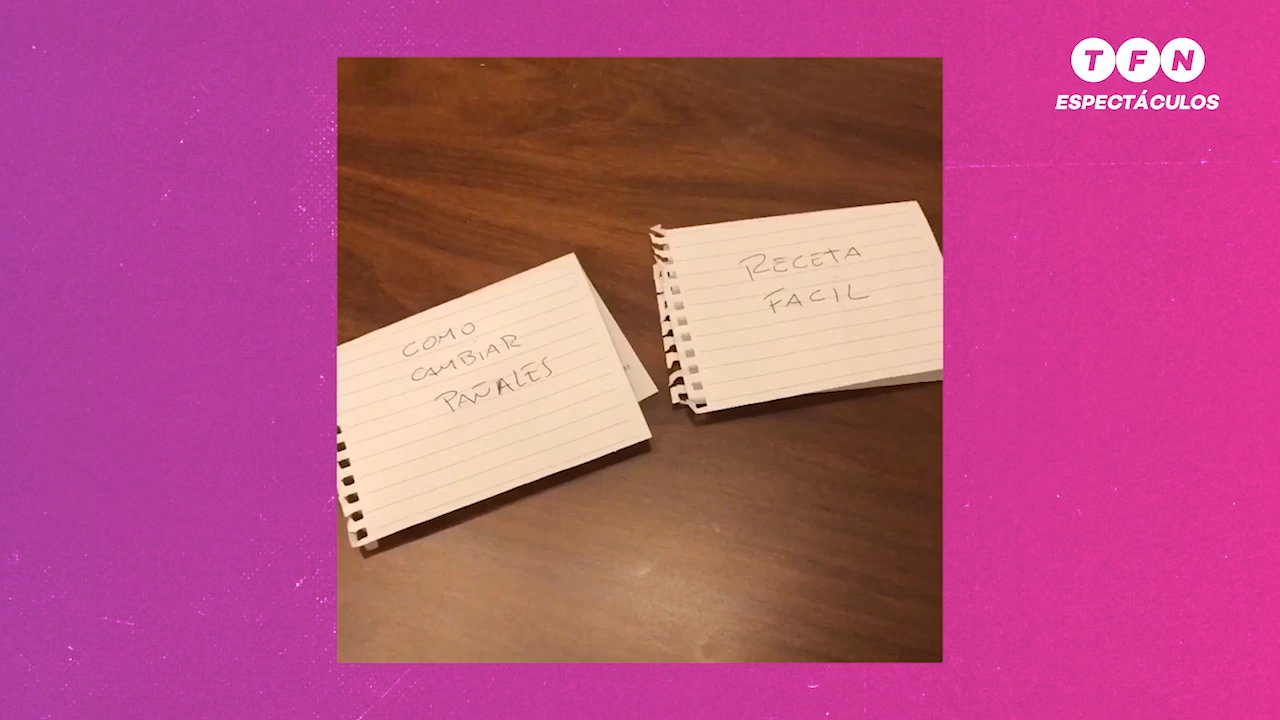 TFN
ESPECTÁCULOS
COMO
CAMBIAR
PAÑALES
RECETA
FACIL